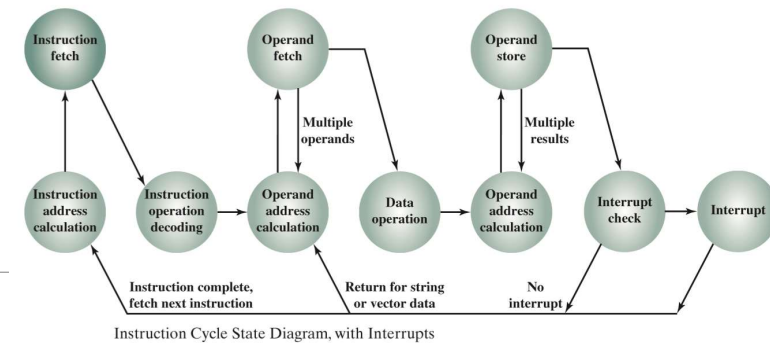 Instruction
fetch
Operand
fetch
Operand
store
Multiple
operands
Multiple
results
Instruction
address
calculation
Instruction
operation
decoding
Operand
address
calculation
Data
operation
Operand
address
calculation
Interrupt
check
Interrupt
Instruction complete,
fetch next instruction
Return for string
or vector data
No
interrupt
Instruction Cycle State Diagram, with Interrupts